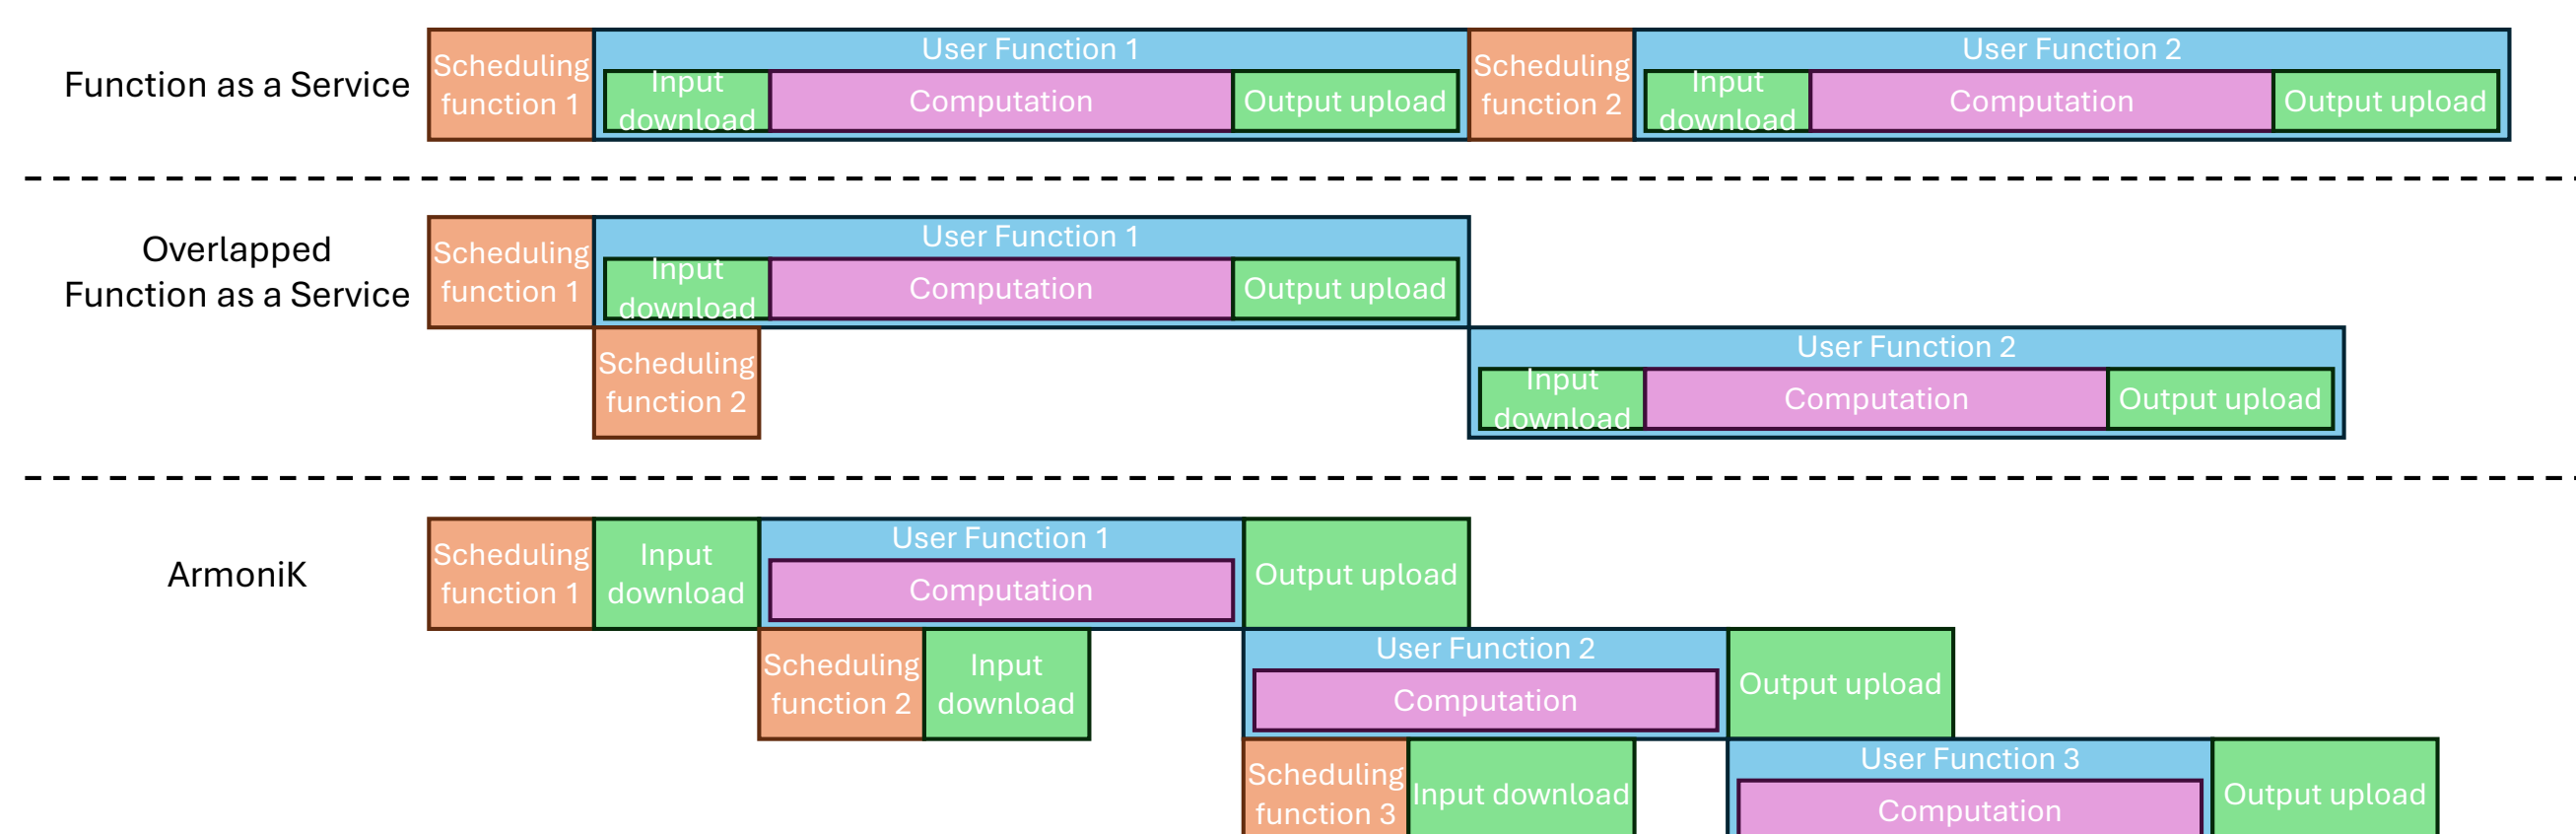 Function as a Service
Scheduling
function 1
User Function 1
Input
download
Computation
Output upload
Scheduling
function 2
User Function 2
Input
download
Computation
Output upload
Overlapped
Function as a Service
Scheduling
function 1
User Function 1
Input
download
Computation
Output upload
Scheduling
function 2
User Function 2
Input
download
Computation
Output upload
ArmoniK
Scheduling
function 1
Input
download
User Function 1
Computation
Output upload
Scheduling
function 2
Input
download
User Function 2
Computation
Output upload
Scheduling
function 3
Input download
User Function 3
Computation
Output upload